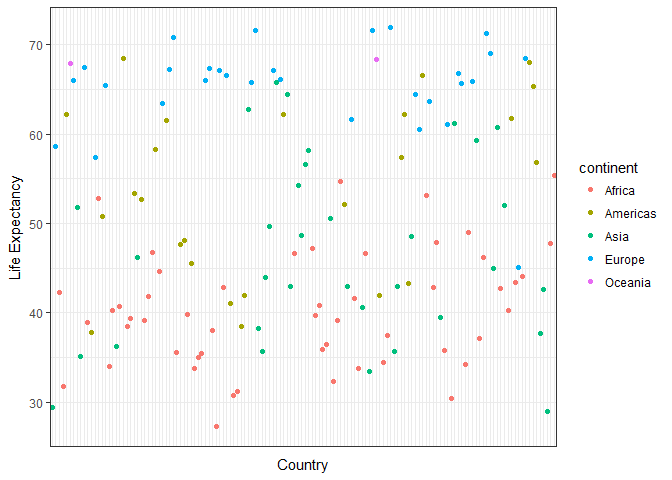 70
60
50
40
30
Life Expectancy
Country
continent
Africa
Americas
Asia
Europe
Oceania